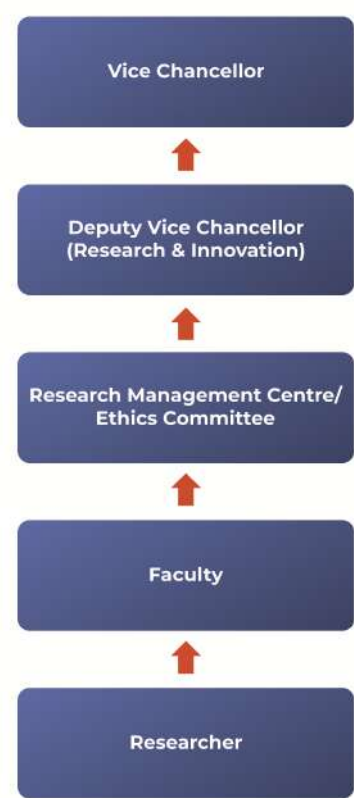 Vice Chancellor
Deputy Vice Chancellor
(Research & Innovation)
Research Management Centre/
Ethics Committee
Faculty
Researcher